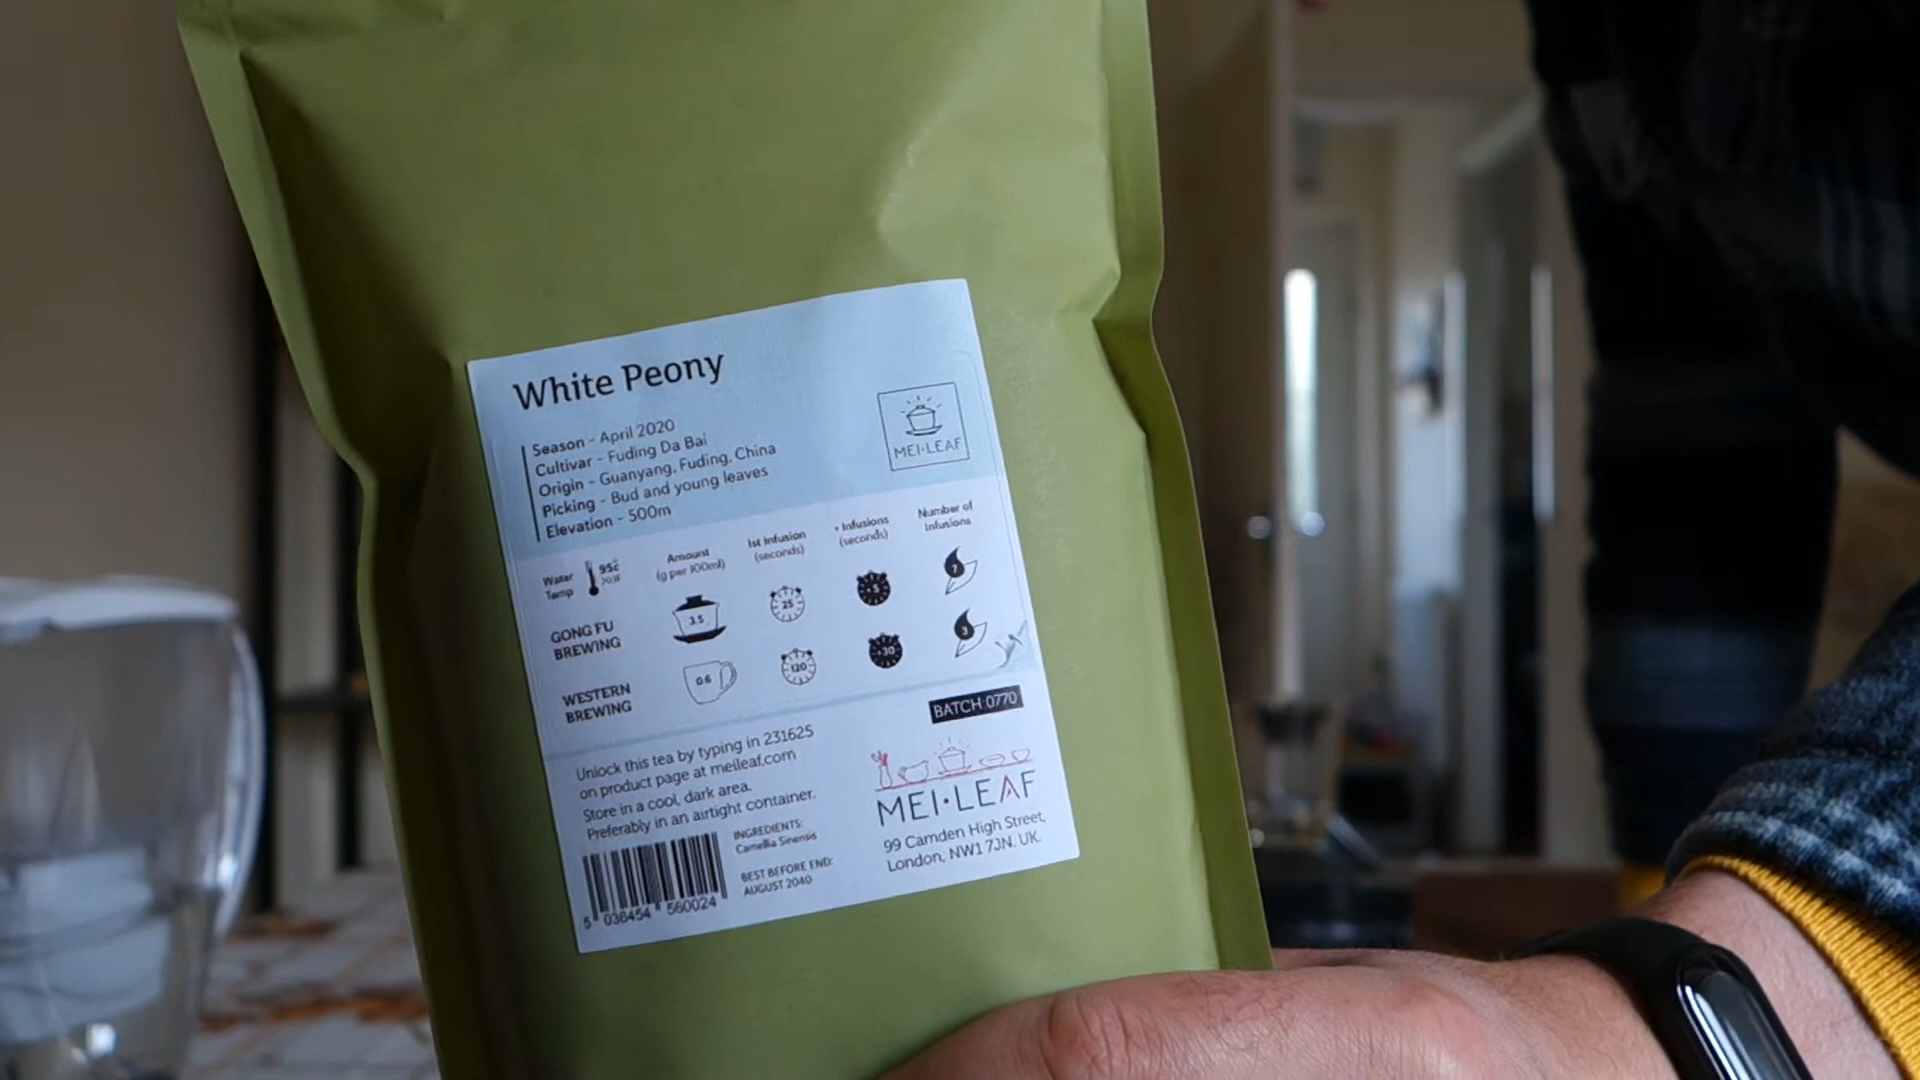 White Peony
Season - April 2020
Cultivar - Fuding Da Bai
Origin - Guanyang, Fuding, China
Picking - Bud and young leaves
Elevation - 500m
MEI·LEAF
Water Temp 95c 203F
Amount (g per 100ml)
1st Infusion (seconds)
+ Infusions (seconds)
Number of Infusions
GONG FU BREWING
3.5
25
+5
7
WESTERN BREWING
0.6
120
+30
3
BATCH 0770
Unlock this tea by typing in 231625
on product page at meileaf.com
Store in a cool, dark area.
Preferably in an airtight container.
INGREDIENTS:
Camellia Sinensis
BEST BEFORE END:
AUGUST 2040
5 036454 560024
MEI·LEAF
99 Camden High Street,
London, NW1 7JN. UK.